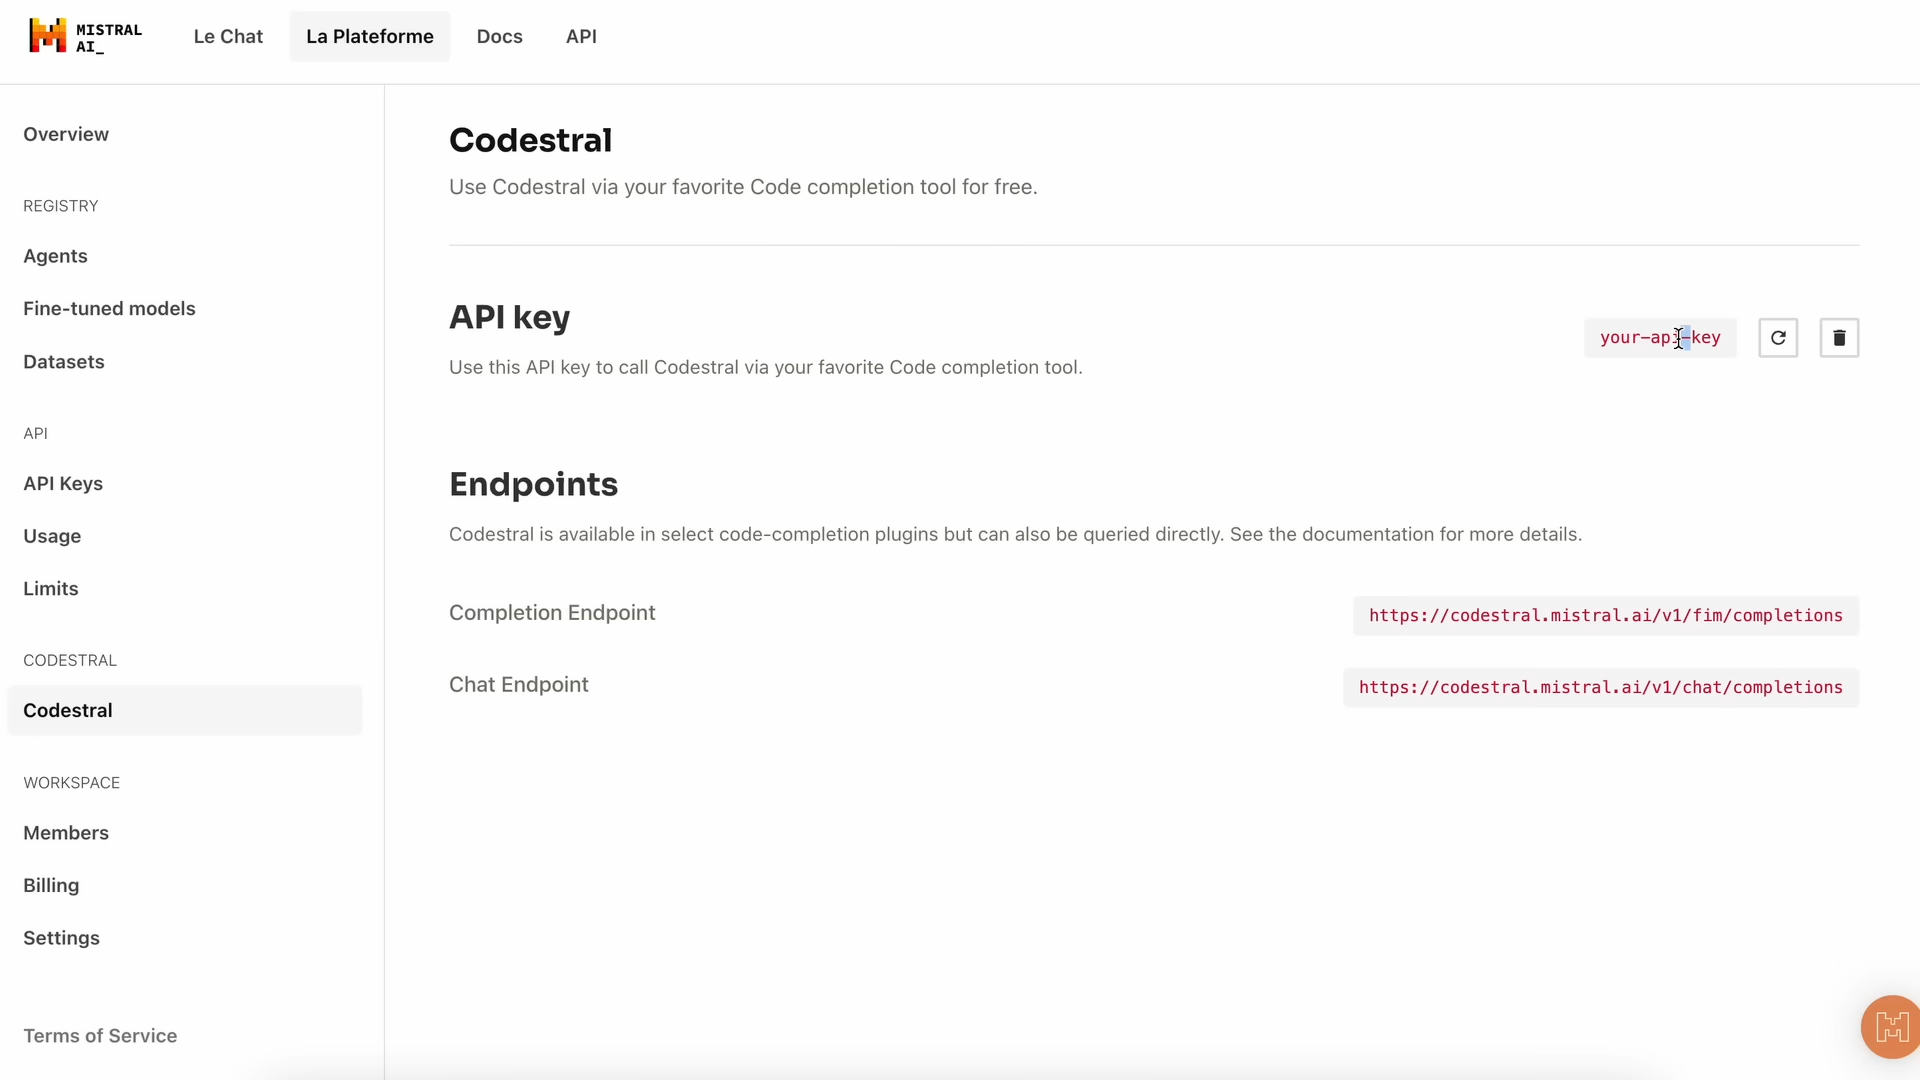 MISTRAL
AI_
Le Chat
La Plateforme
Docs
API
Overview
REGISTRY
Agents
Fine-tuned models
Datasets
API
API Keys
Usage
Limits
CODESTRAL
Codestral
WORKSPACE
Members
Billing
Settings
Terms of Service
Codestral
Use Codestral via your favorite Code completion tool for free.
API key
your-api-key
Use this API key to call Codestral via your favorite Code completion tool.
Endpoints
Codestral is available in select code-completion plugins but can also be queried directly. See the documentation for more details.
Completion Endpoint
https://codestral.mistral.ai/v1/fim/completions
Chat Endpoint
https://codestral.mistral.ai/v1/chat/completions